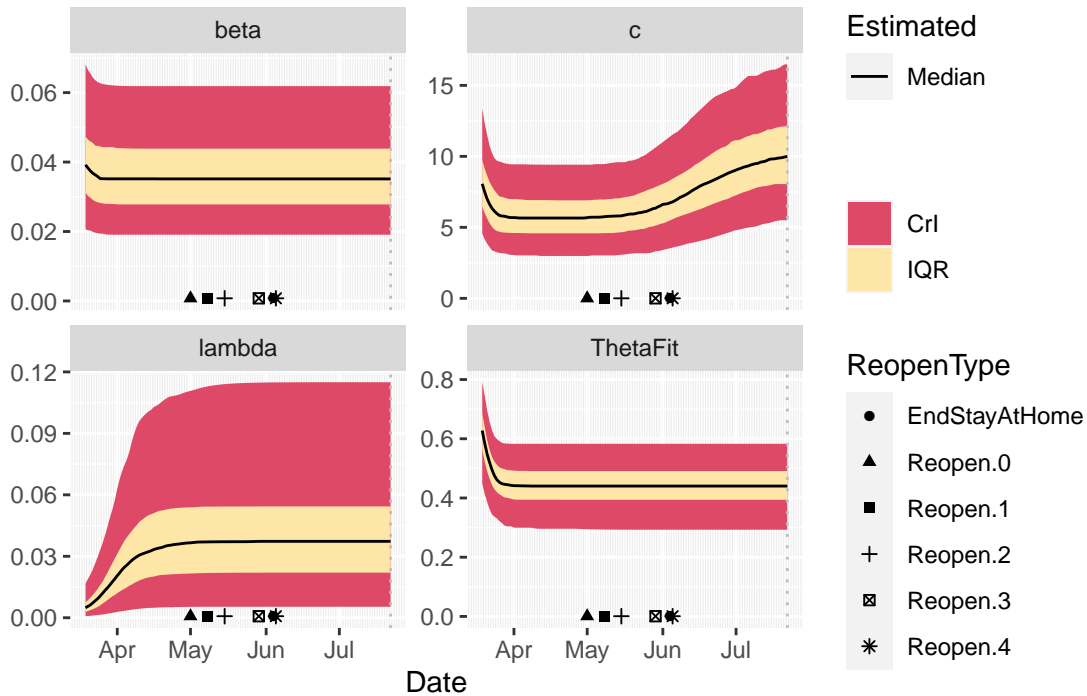 beta
c
0.06
0.04
0.02
0.00
15
10
5
0
lambda
ThetaFit
0.12
0.09
0.06
0.03
0.00
0.8
0.6
0.4
0.2
0.0
Apr May Jun Jul
Apr May Jun Jul
Date
Estimated
Median
CrI
IQR
ReopenType
EndStayAtHome
Reopen.0
Reopen.1
Reopen.2
Reopen.3
Reopen.4